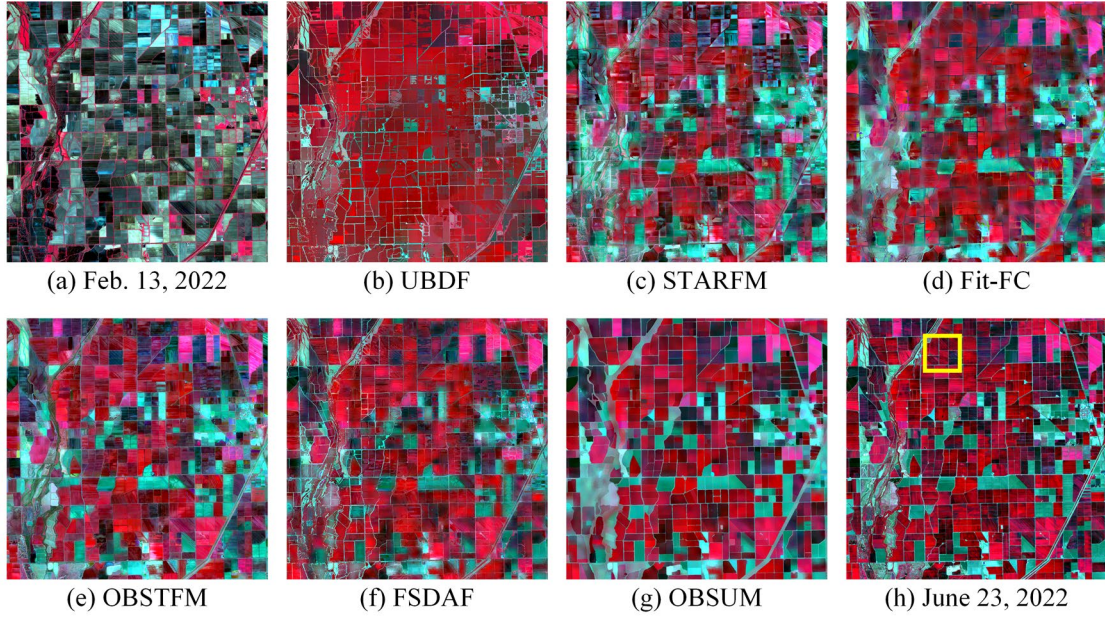 (a) Feb. 13, 2022
(b) UBDF
(c) STARFM
(d) Fit-FC
(e) OBSTFM
(f) FSDAF
(g) OBSUM
(h) June 23, 2022